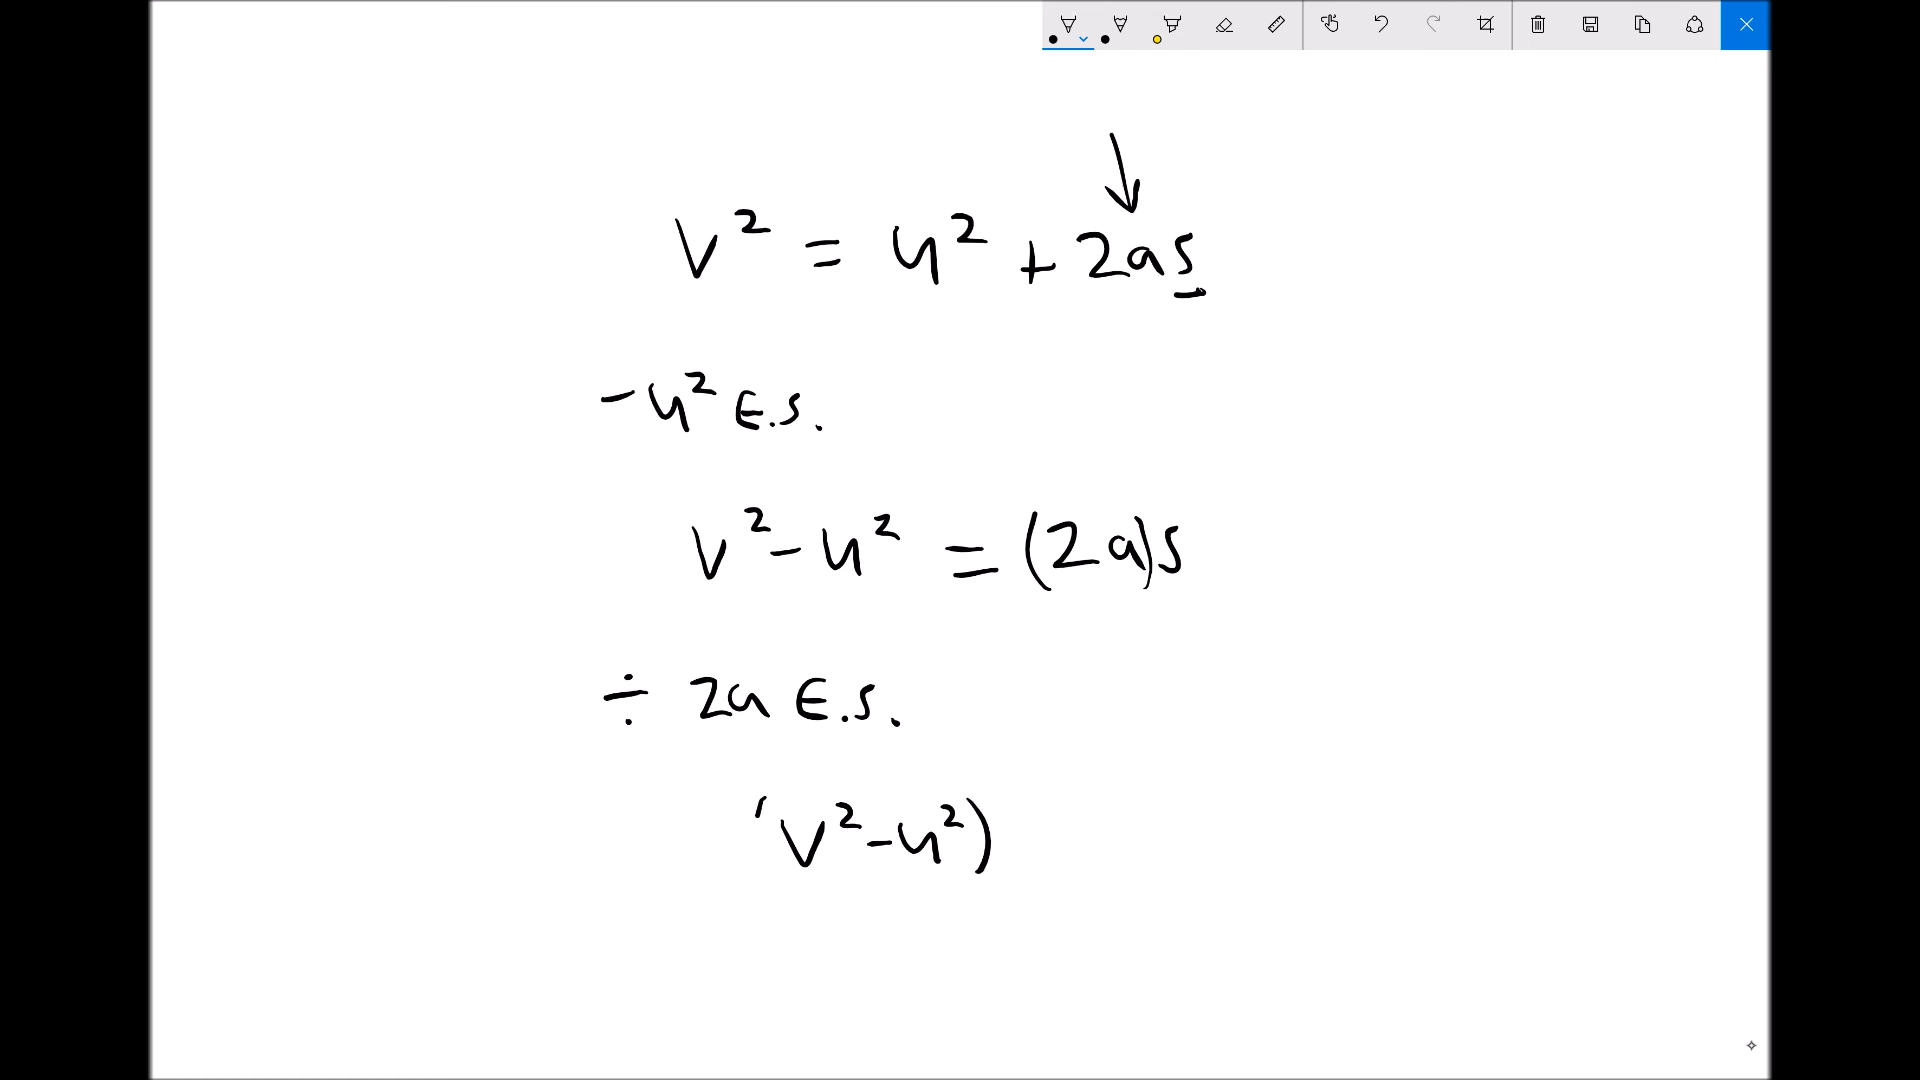 v² = u² + 2as
- u² E.s.
v² - u² = (2a)s
÷ 2a E.s.
(v² - u²)